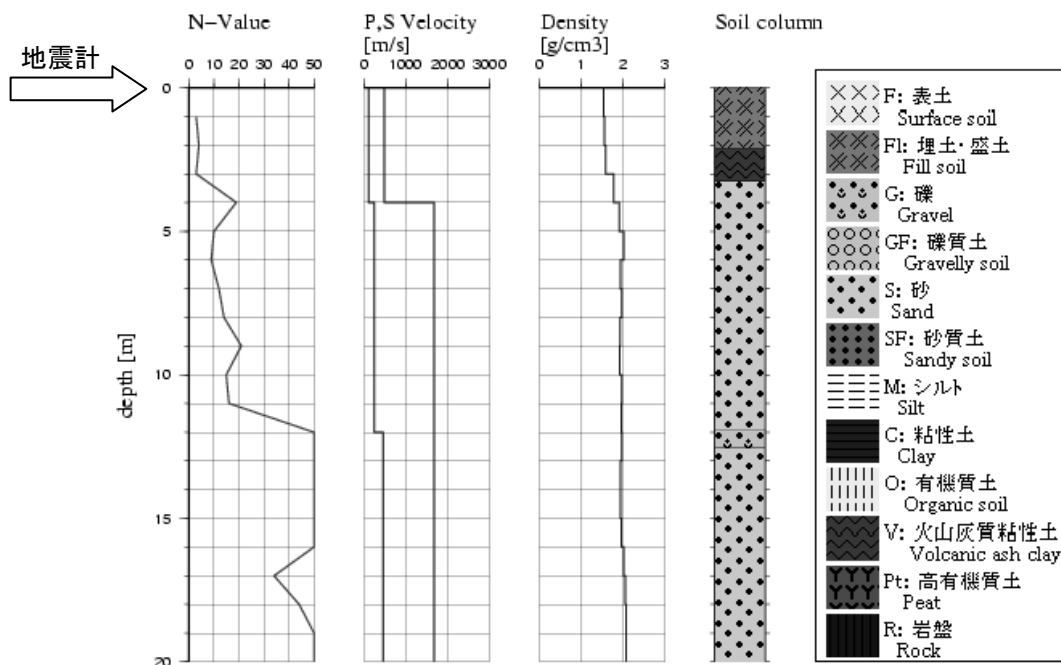 N-Value
P,S Velocity
[m/s]
Density
[g/cm3]
Soil column
地震計
0 10 20 30 40 50
0 1000 2000 3000
0 1 2 3
depth [m]
0
5
10
15
20
F: 表土
Surface soil
Fl: 埋土・盛土
Fill soil
G: 礫
Gravel
GF: 礫質土
Gravelly soil
S: 砂
Sand
SF: 砂質土
Sandy soil
M: シルト
Silt
C: 粘性土
Clay
O: 有機質土
Organic soil
V: 火山灰質粘性土
Volcanic ash clay
Pt: 高有機質土
Peat
R: 岩盤
Rock